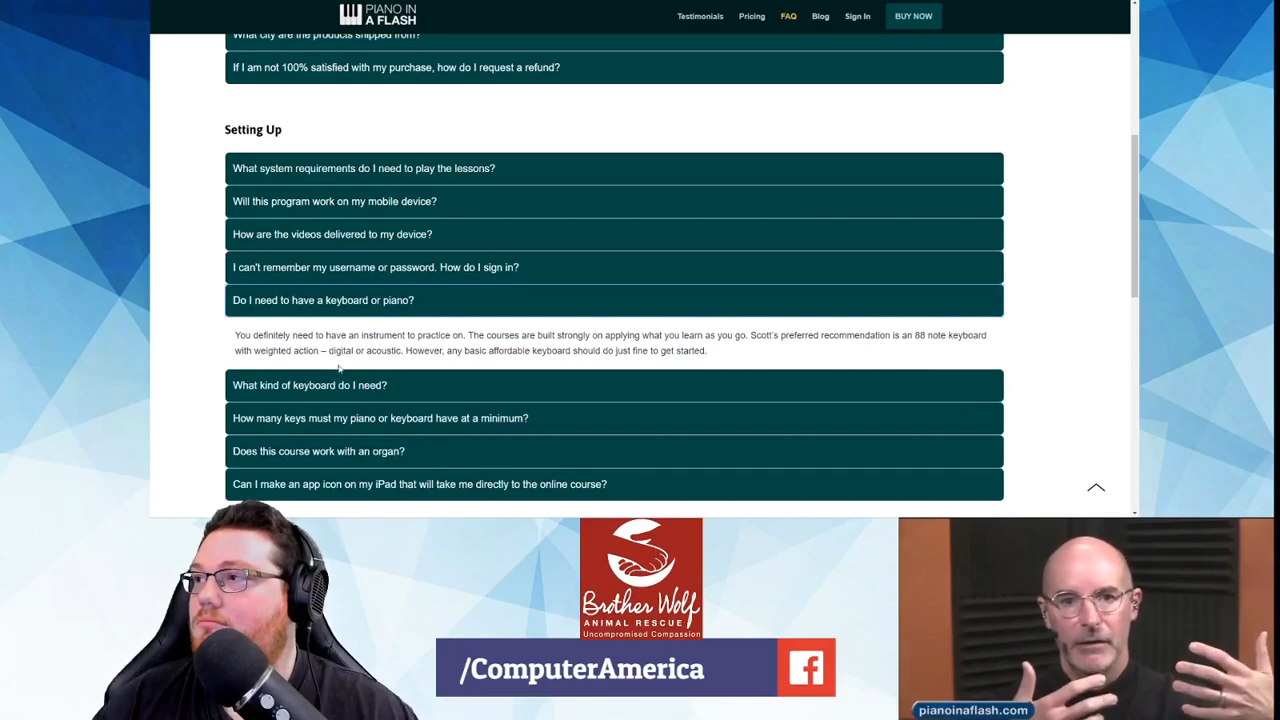 PIANO IN
A FLASH
Testimonials
Pricing
FAQ
Blog
Sign In
BUY NOW
What city are the products shipped from?
If I am not 100% satisfied with my purchase, how do I request a refund?
Setting Up
What system requirements do I need to play the lessons?
Will this program work on my mobile device?
How are the videos delivered to my device?
I can't remember my username or password. How do I sign in?
Do I need to have a keyboard or piano?
You definitely need to have an instrument to practice on. The courses are built strongly on applying what you learn as you go. Scott's preferred recommendation is an 88 note keyboard
with weighted action – digital or acoustic. However, any basic affordable keyboard should do just fine to get started.
What kind of keyboard do I need?
How many keys must my piano or keyboard have at a minimum?
Does this course work with an organ?
Can I make an app icon on my iPad that will take me directly to the online course?
Brother Wolf
ANIMAL RESCUE
Uncompromised Compassion
/ComputerAmerica
pianoinaflash.com